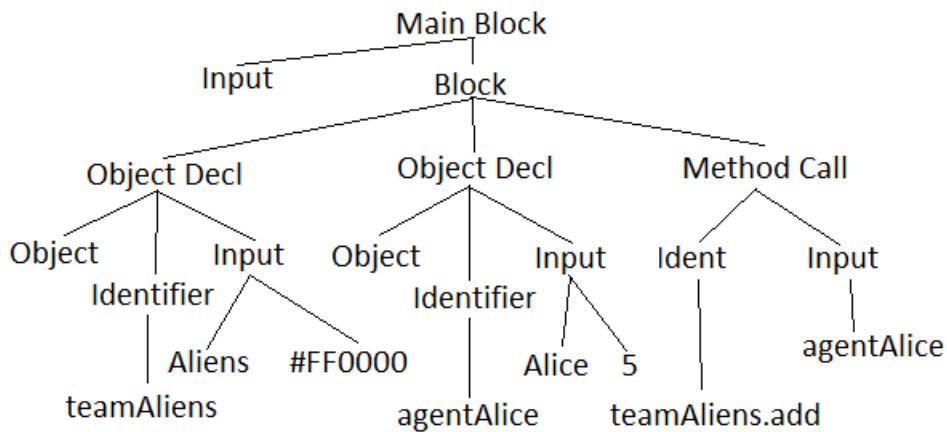 Main Block
Input
Block
Object Decl
Object Decl
Method Call
Object
Input
Object
Input
Ident
Input
Identifier
Identifier
Aliens
#FF0000
Alice
5
agentAlice
teamAliens
agentAlice
teamAliens.add